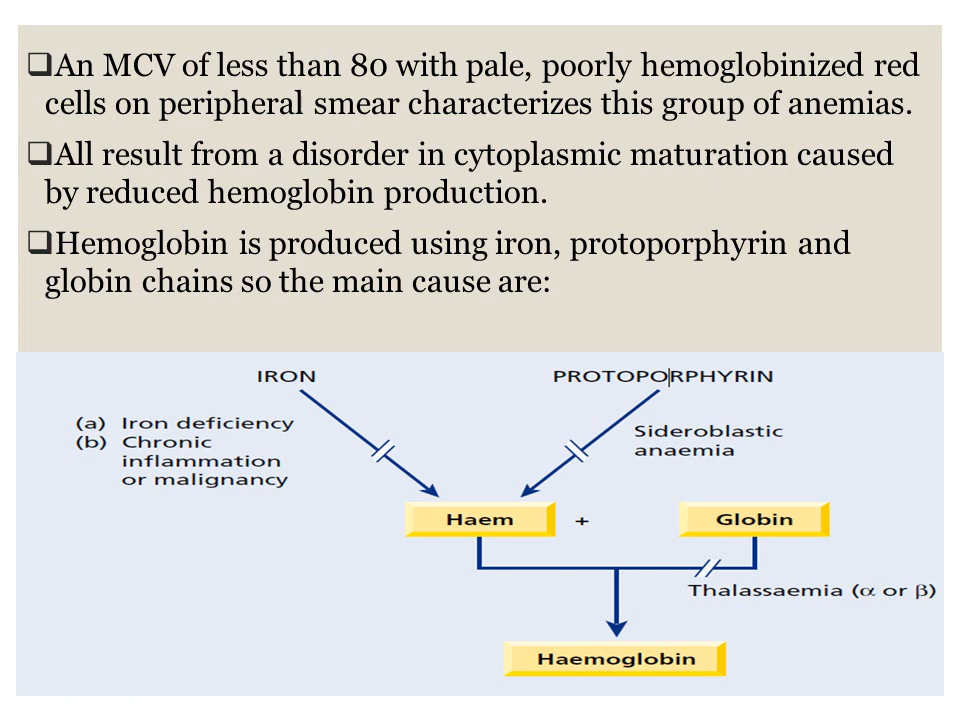 ❑An MCV of less than 80 with pale, poorly hemoglobinized red
cells on peripheral smear characterizes this group of anemias.
❑All result from a disorder in cytoplasmic maturation caused
by reduced hemoglobin production.
❑Hemoglobin is produced using iron, protoporphyrin and
globin chains so the main cause are:
IRON
PROTOPORPHYRIN
(a) Iron deficiency
(b) Chronic
inflammation
or malignancy
Sideroblastic
anaemia
Haem + Globin
Thalassaemia (α or β)
Haemoglobin